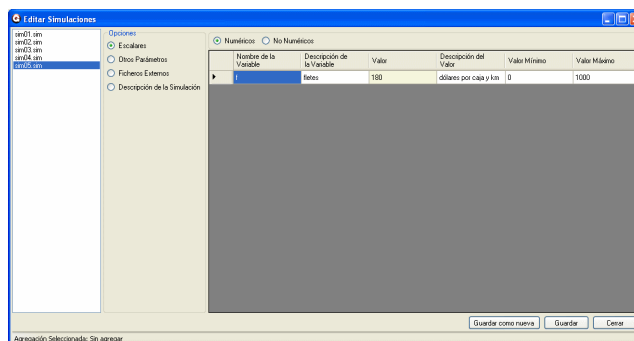 Editar Simulaciones
sim01.sim
sim02.sim
sim03.sim
sim04.sim
sim05.sim
Opciones
Escalares
Otros Parámetros
Ficheros Externos
Descripción de la Simulación
Numéricos No Numéricos
Nombre de la Variable Descripción de la Variable Valor Descripción del Valor Valor Mínimo Valor Máximo
f fletes 180 dólares por caja y km 0 1000
Guardar como nueva Guardar Cerrar
Agregación Seleccionada: Sin agregar